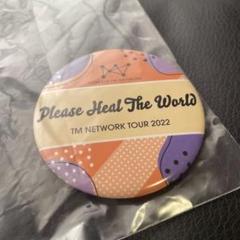 Please Heal The World
TM NETWORK TOUR 2022